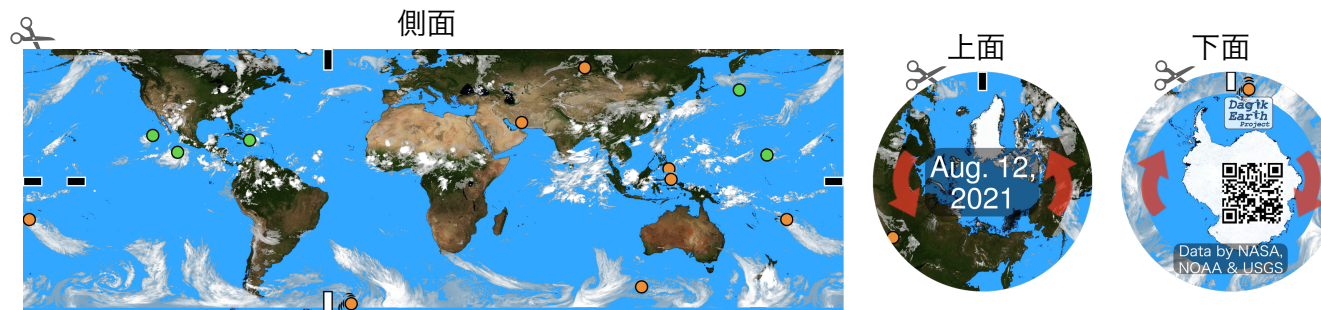 側面
上面
下面
Aug. 12,
2021
Dagik
Earth
Project
Data by NASA,
NOAA & USGS